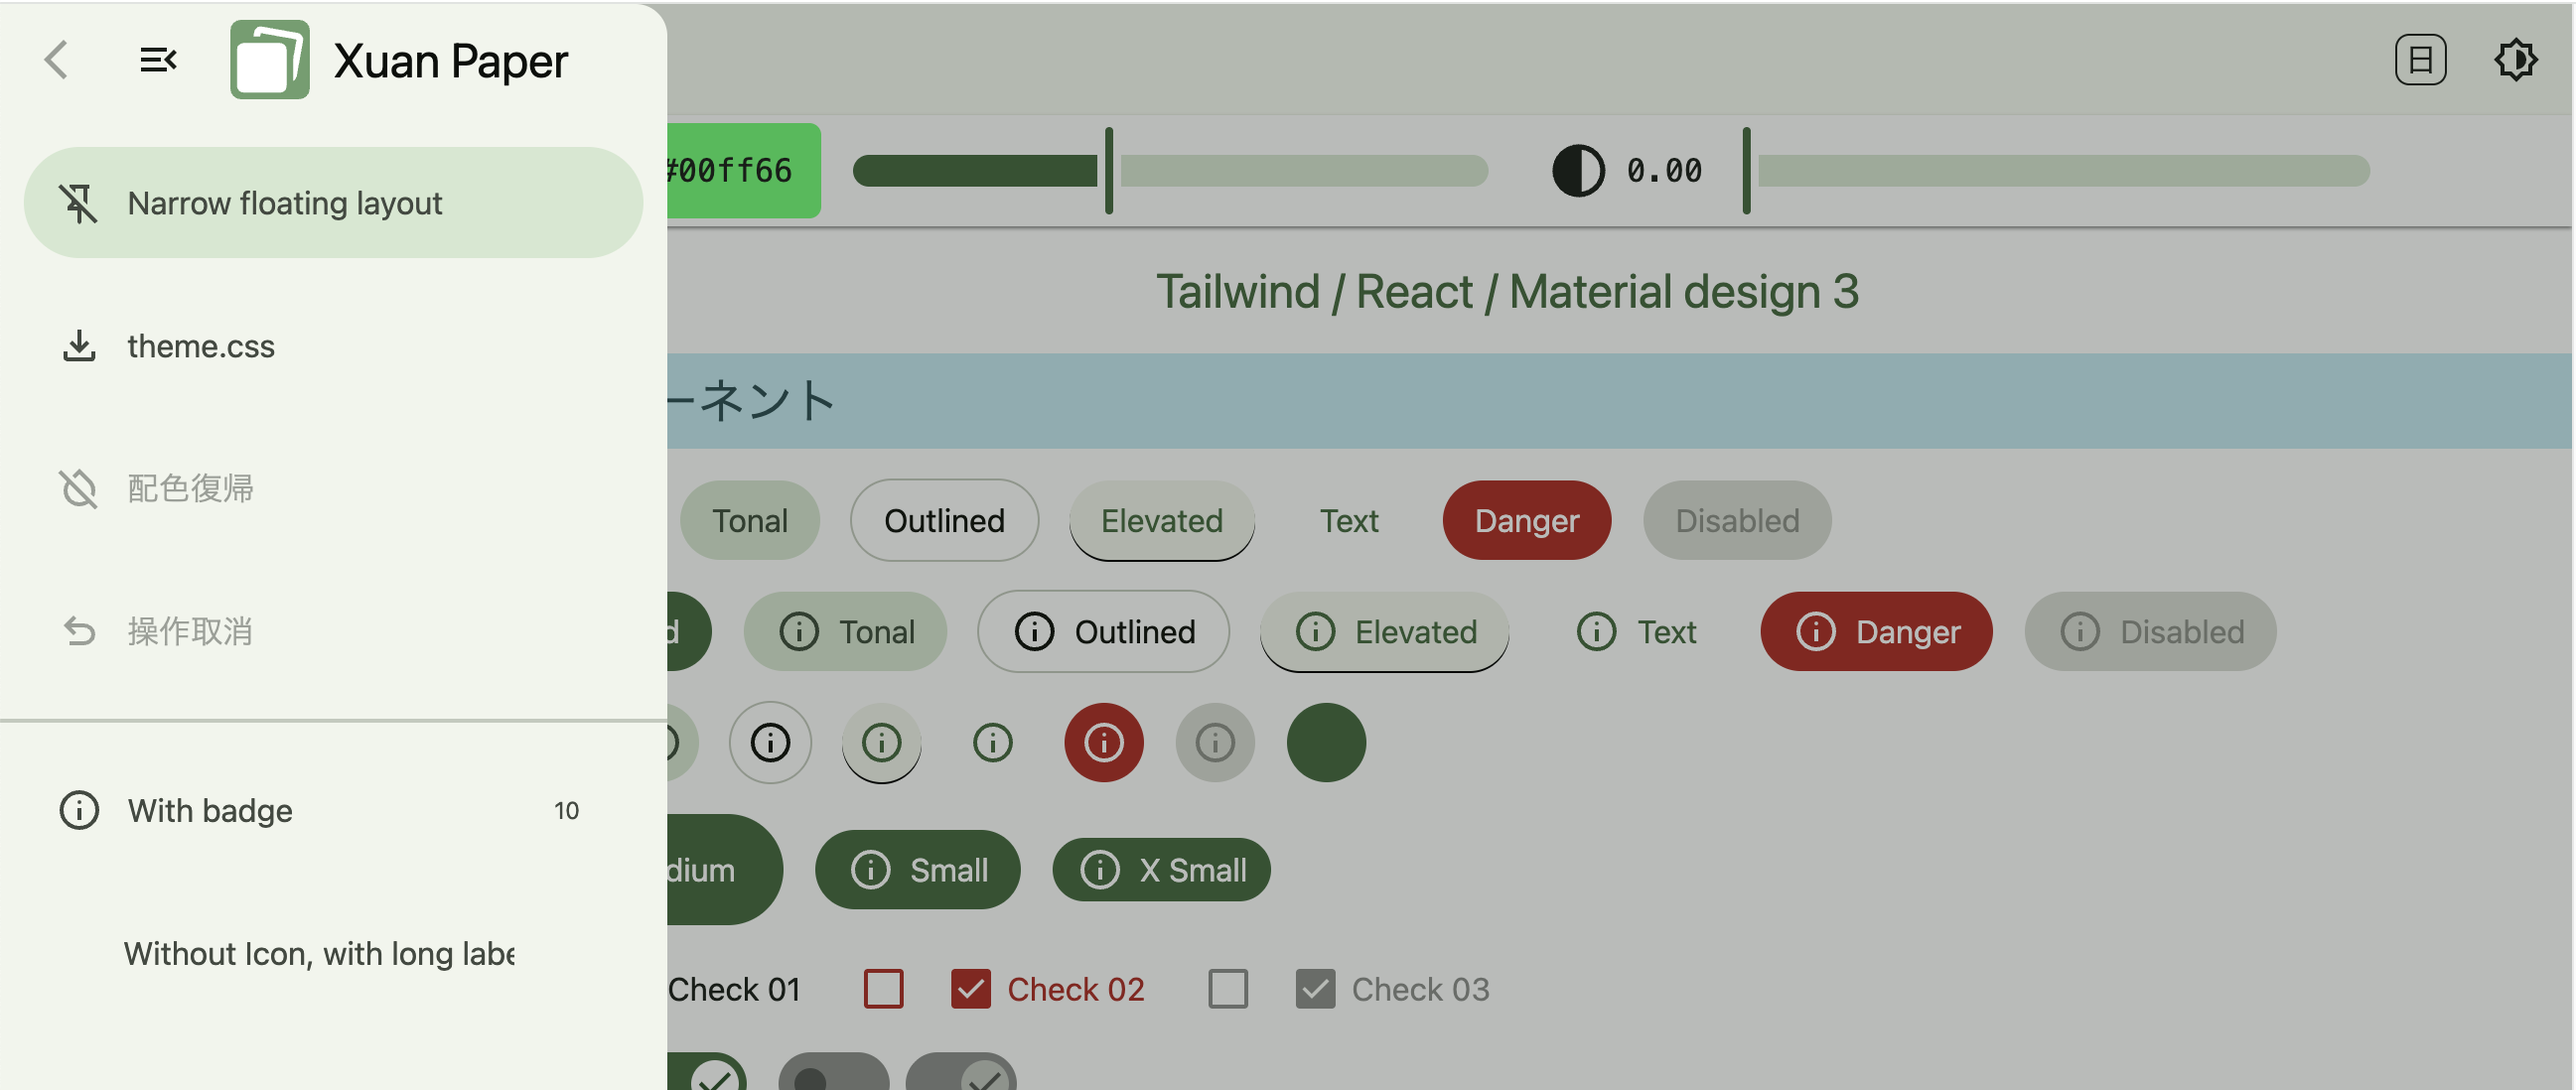 Xuan Paper
日
Narrow floating layout
theme.css
配色復帰
操作取消
With badge
10
Without Icon, with long
#00ff66
0.00
Tailwind / React / Material design 3
ーネント
Tonal Outlined Elevated Text Danger Disabled
Tonal Outlined Elevated Text Danger Disabled
dium Small X Small
Check 01 Check 02 Check 03